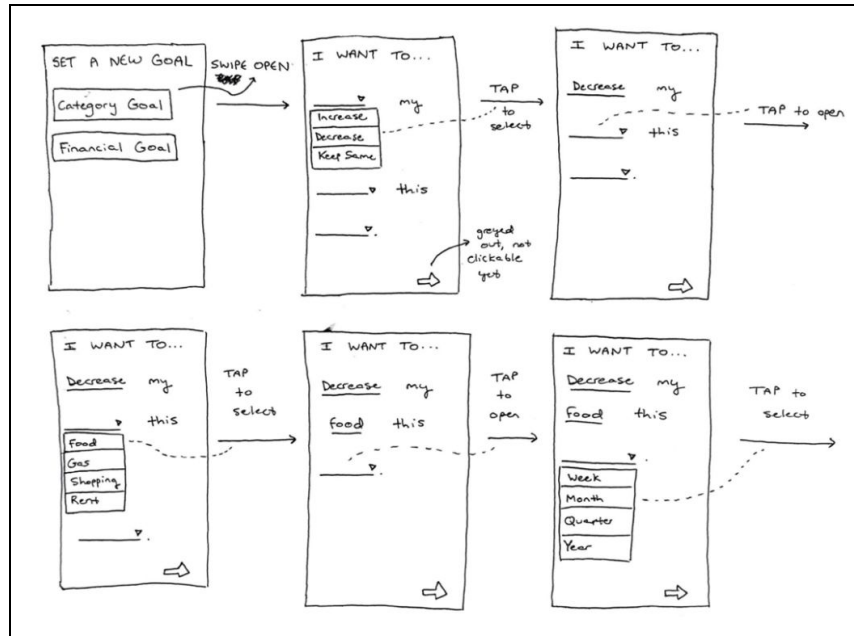 SET A NEW GOAL
Category Goal
Financial Goal
SWIPE OPEN
I WANT TO...
my
Increase
Decrease
Keep Same
this
.
greyed
out, not
clickable
yet
TAP
to
select
I WANT TO...
Decrease my
this
.
TAP to open
I WANT TO...
Decrease my
this
Food
Gas
Shopping
Rent
.
TAP
to
select
I WANT TO...
Decrease my
food this
.
TAP
to
open
I WANT TO...
Decrease my
food this
.
Week
Month
Quarter
Year
TAP to
select